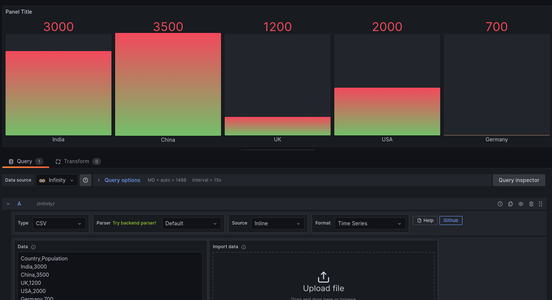 Panel Title
3000 3500 1200 2000 700
India China UK USA Germany
Query 1 Transform 0
Data source Infinity Query options MD = auto = 1466 Interval = 15s Query inspector
A (Infinity)
Type CSV Parser Try backend parser! Default Source Inline Format Time Series Help Github
Data Import data
Country,Population
India,3000
China,3500
UK,1200
USA,2000
Germany,700
Upload file